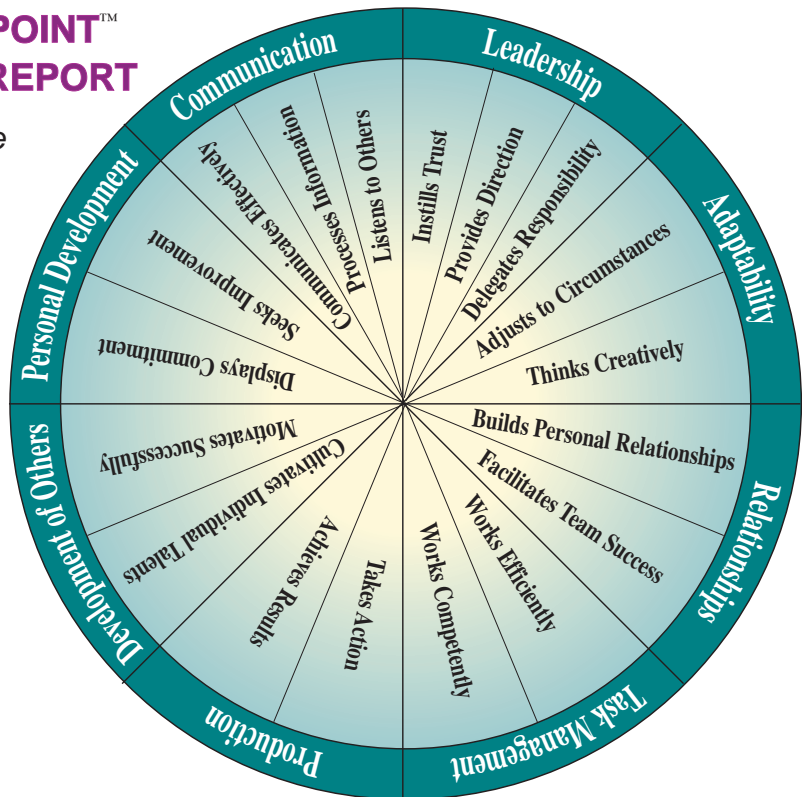 POINT™
REPORT
e
Communication
Leadership
Adaptability
Relationships
Task Management
Production
Development of Others
Personal Development
Listens to Others
Processes Information
Communicates Effectively
Instills Trust
Provides Direction
Delegates Responsibility
Adjusts to Circumstances
Thinks Creatively
Builds Personal Relationships
Facilitates Team Success
Works Efficiently
Works Competently
Takes Action
Achieves Results
Cultivates Individual Talents
Motivates Successfully
Displays Commitment
Seeks Improvement